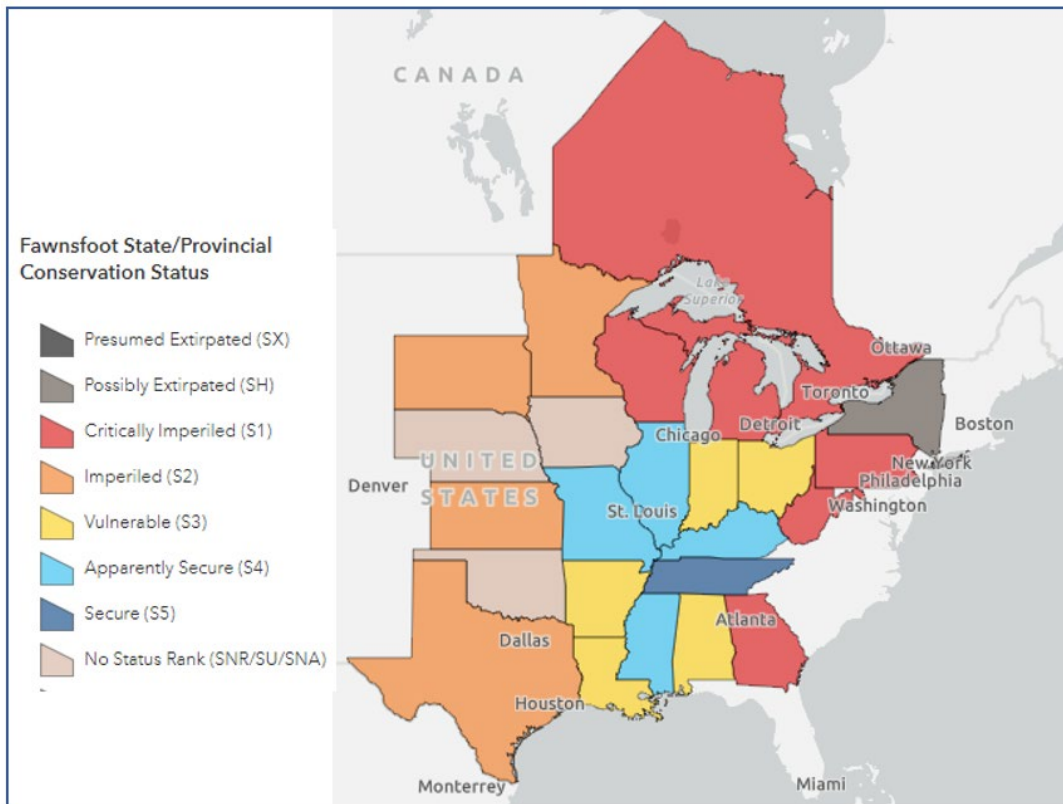 Fawnsfoot State/Provincial
Conservation Status
Presumed Extirpated (SX)
Possibly Extirpated (SH)
Critically Imperiled (S1)
Imperiled (S2)
Vulnerable (S3)
Apparently Secure (S4)
Secure (S5)
No Status Rank (SNR/SU/SNA)
CANADA
Lake
Superior
Ottawa
Toronto
Boston
Chicago
Detroit
New York
Philadelphia
UNITED
STATES
Denver
St. Louis
Washington
Atlanta
Dallas
Houston
Monterrey
Miami